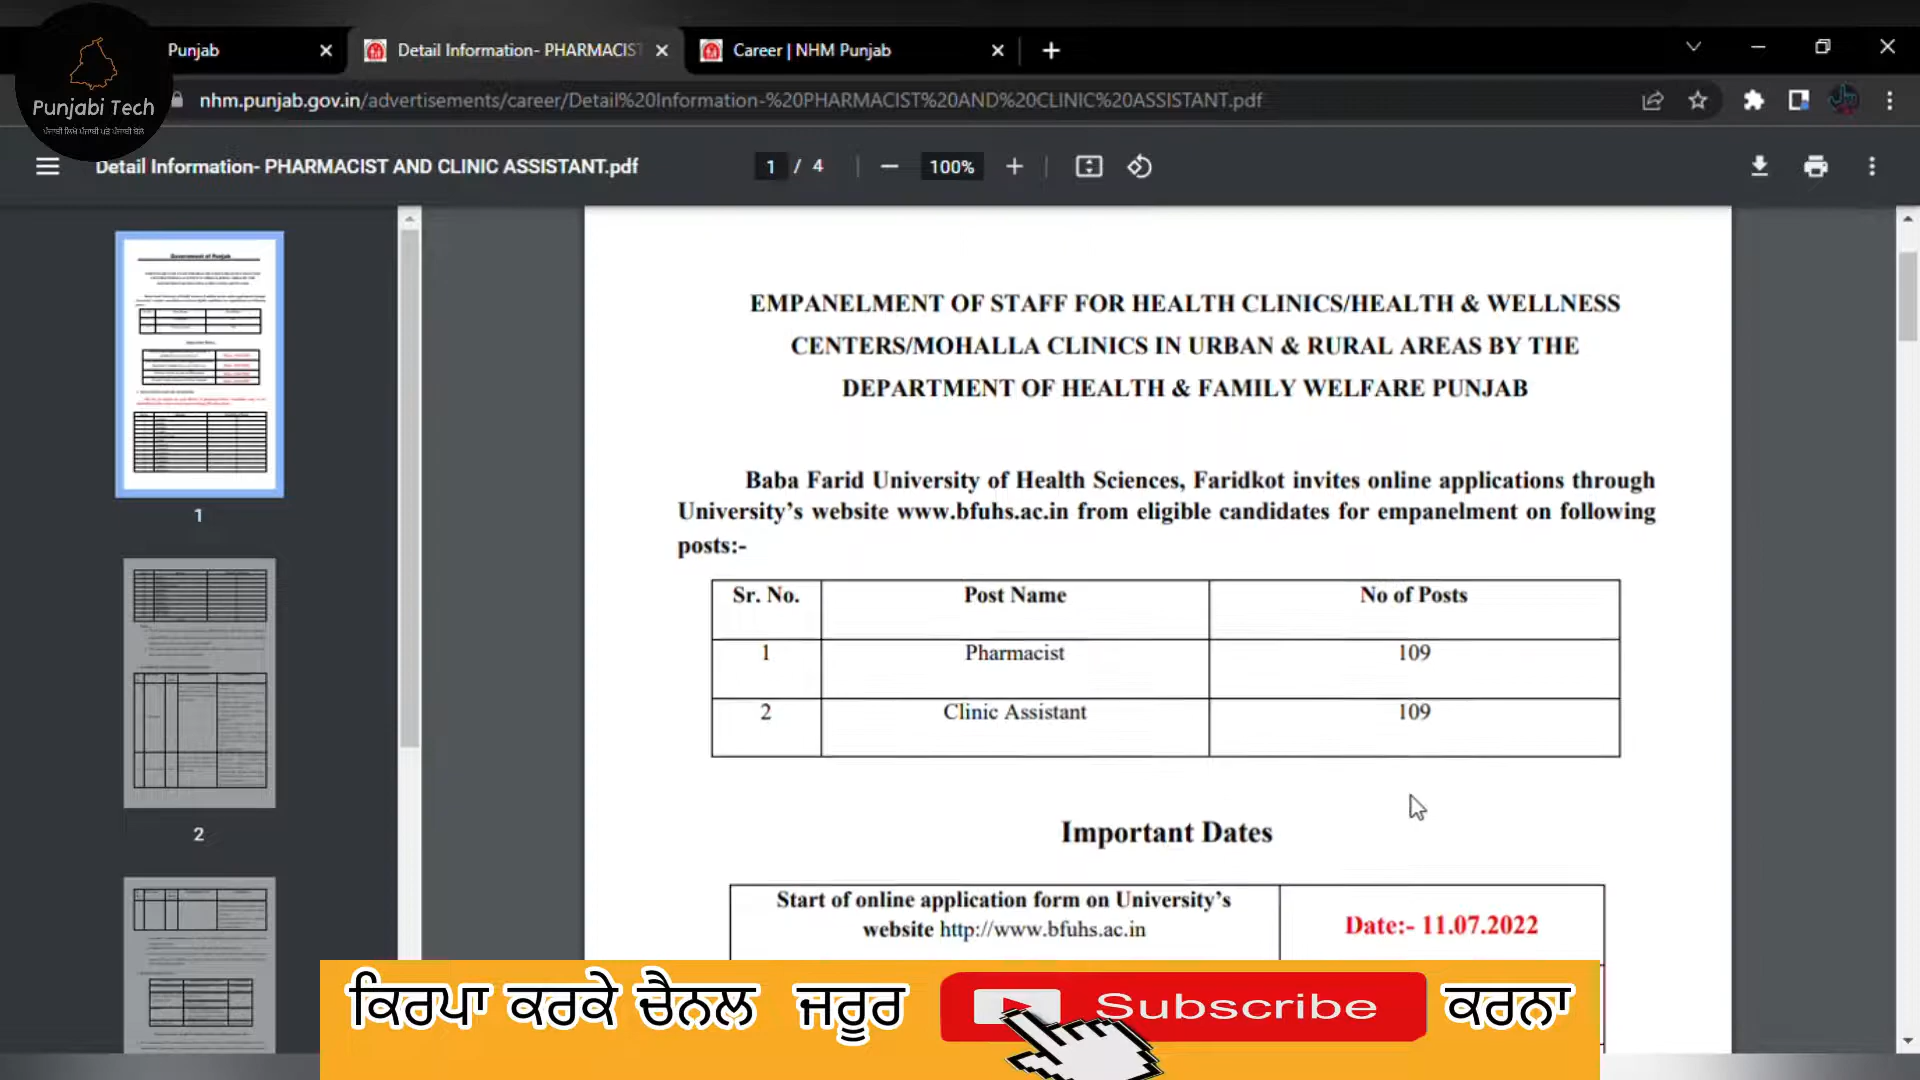 Punjab
Detail Information- PHARMACIST
Career | NHM Punjab
Punjabi Tech
ਪੰਜਾਬੀ ਲਿਖੋ ਪੰਜਾਬੀ ਪੜੋ ਪੰਜਾਬੀ ਬੋਲ
nhm.punjab.gov.in/advertisements/career/Detail%20Information-%20PHARMACIST%20AND%20CLINIC%20ASSISTANT.pdf
Detail Information- PHARMACIST AND CLINIC ASSISTANT.pdf
1 / 4
100%
Government of Punjab
1
2
EMPANELMENT OF STAFF FOR HEALTH CLINICS/HEALTH & WELLNESS
CENTERS/MOHALLA CLINICS IN URBAN & RURAL AREAS BY THE
DEPARTMENT OF HEALTH & FAMILY WELFARE PUNJAB
Baba Farid University of Health Sciences, Faridkot invites online applications through
University's website www.bfuhs.ac.in from eligible candidates for empanelment on following
posts:-
Sr. No. Post Name No of Posts
1 Pharmacist 109
2 Clinic Assistant 109
Important Dates
Start of online application form on University's
website http://www.bfuhs.ac.in
Date:- 11.07.2022
ਕਿਰਪਾ ਕਰਕੇ ਚੈਨਲ ਜਰੂਰ Subscribe ਕਰਨਾ